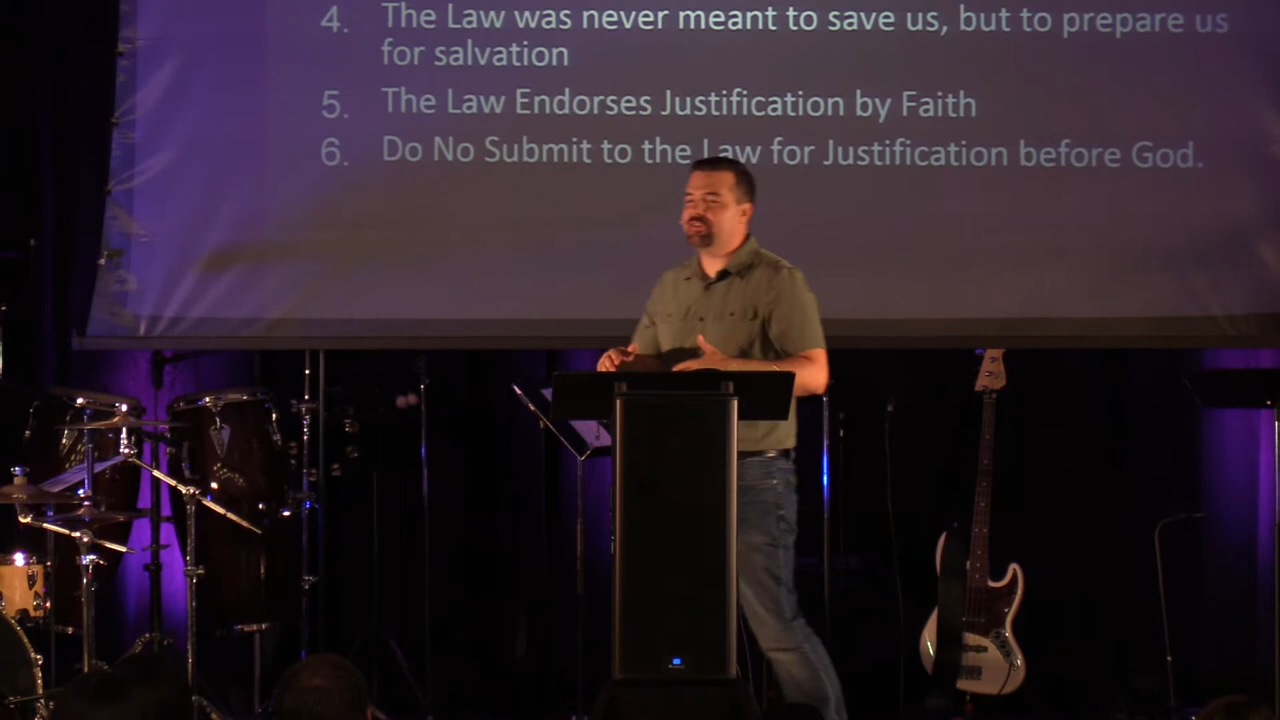 4. The Law was never meant to save us, but to prepare us
for salvation
5. The Law Endorses Justification by Faith
6. Do No Submit to the Law for Justification before God.